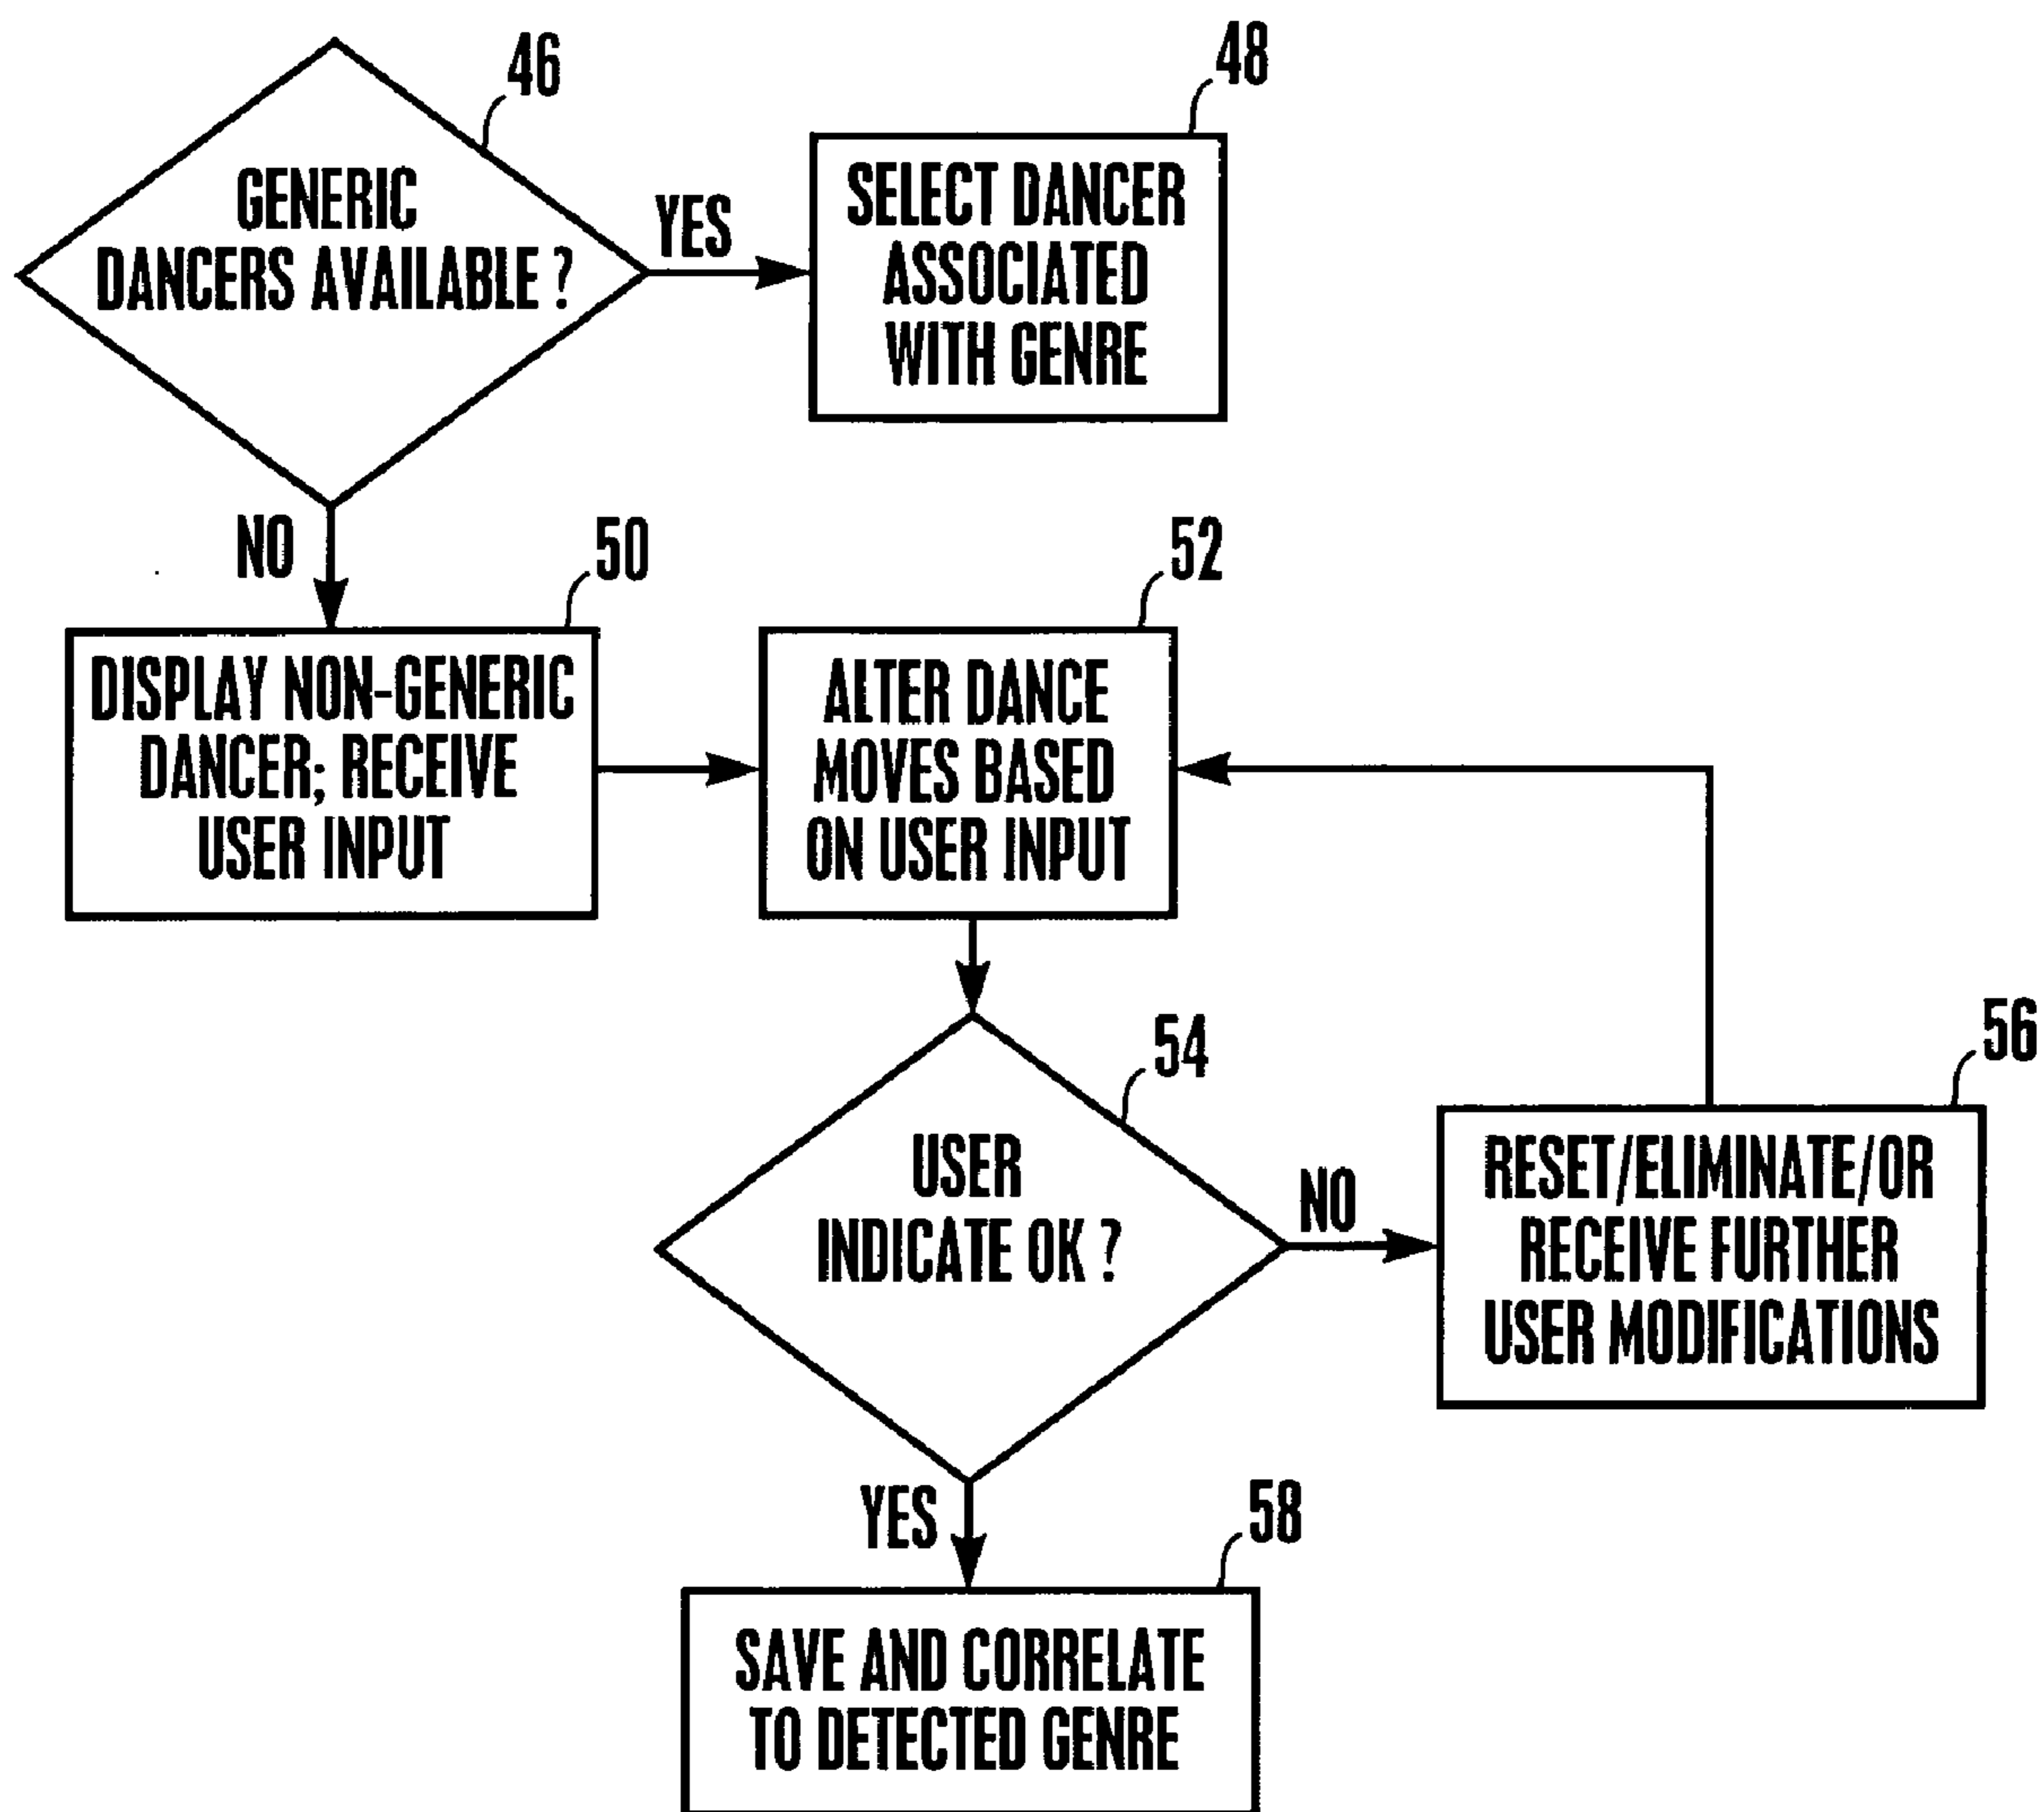 46
GENERIC
DANCERS AVAILABLE ?
YES
48
SELECT DANCER
ASSOCIATED
WITH GENRE
NO
50
DISPLAY NON-GENERIC
DANCER; RECEIVE
USER INPUT
52
ALTER DANCE
MOVES BASED
ON USER INPUT
54
USER
INDICATE OK ?
NO
56
RESET/ELIMINATE/OR
RECEIVE FURTHER
USER MODIFICATIONS
YES
58
SAVE AND CORRELATE
TO DETECTED GENRE